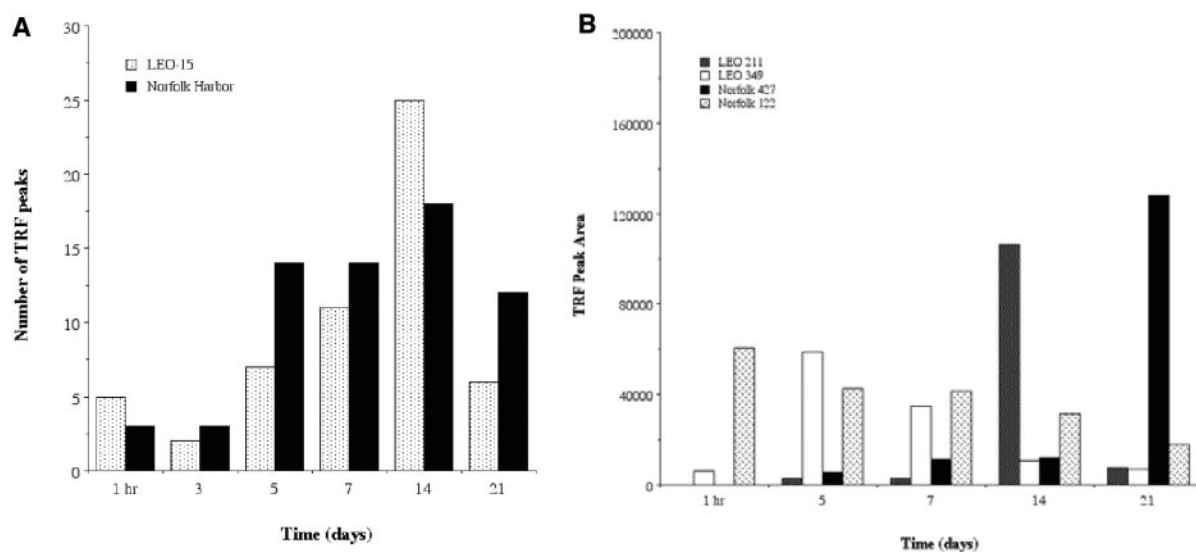 A
30
25
20
15
10
5
0
Number of TRF peaks
LEO-15
Norfolk Harbor
1 hr 3 5 7 14 21
Time (days)
B
200000
160000
120000
80000
40000
0
TRF Peak Area
LEO 211
LEO 349
Norfolk 427
Norfolk 122
1 hr 5 7 14 21
Time (days)